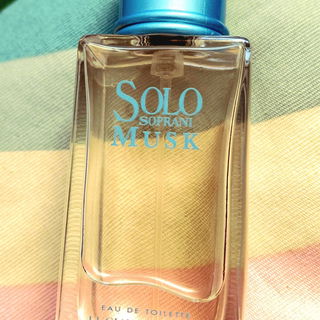 SOLO
SOPRANI
MUSK
EAU DE TOILETTE